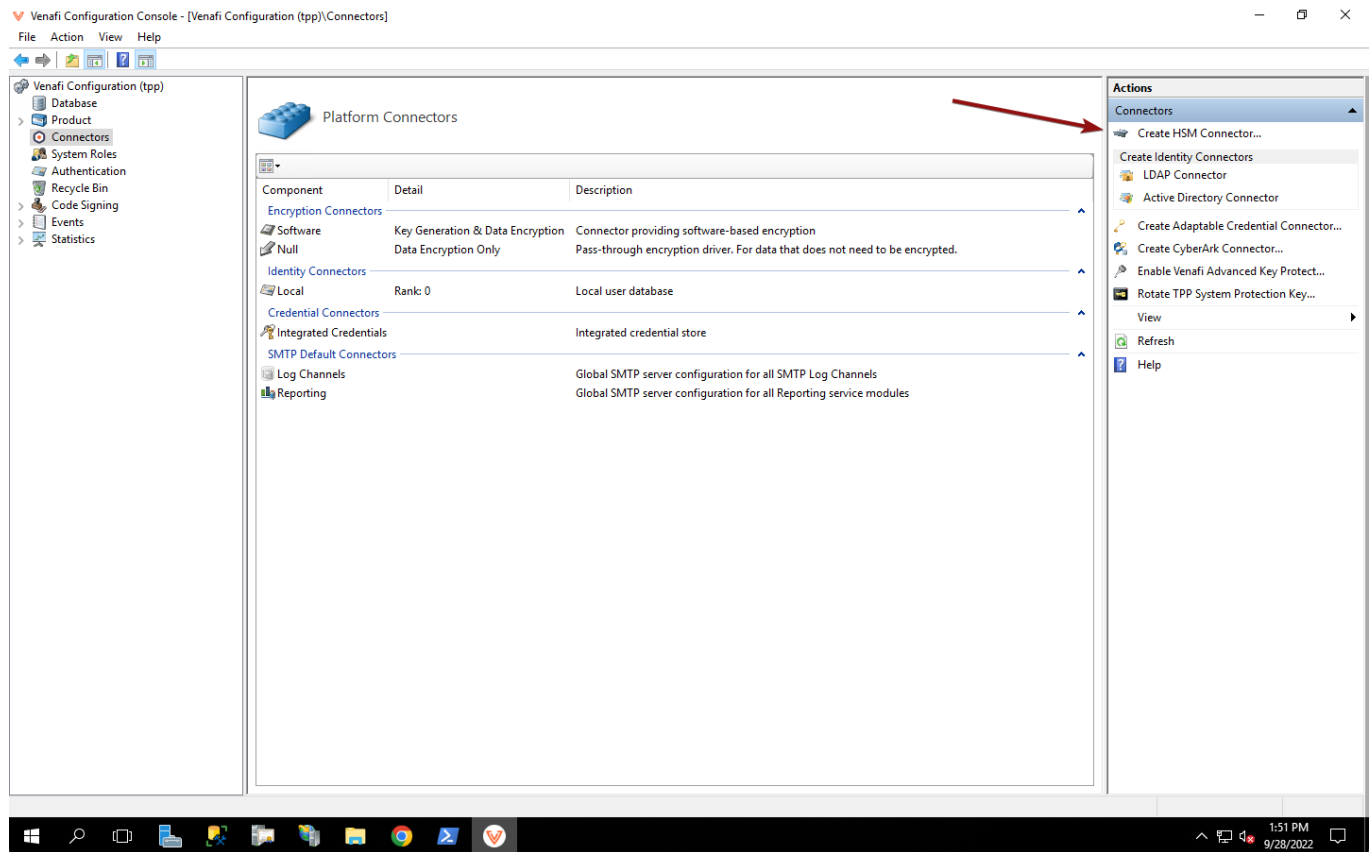 Venafi Configuration Console - [Venafi Configuration (tpp)\Connectors]
File Action View Help
Venafi Configuration (tpp)
Database
Product
Connectors
System Roles
Authentication
Recycle Bin
Code Signing
Events
Statistics
Platform Connectors
Component Detail Description
Encryption Connectors
Software Key Generation & Data Encryption Connector providing software-based encryption
Null Data Encryption Only Pass-through encryption driver. For data that does not need to be encrypted.
Identity Connectors
Local Rank: 0 Local user database
Credential Connectors
Integrated Credentials Integrated credential store
SMTP Default Connectors
Log Channels Global SMTP server configuration for all SMTP Log Channels
Reporting Global SMTP server configuration for all Reporting service modules
Actions
Connectors
Create HSM Connector...
Create Identity Connectors
LDAP Connector
Active Directory Connector
Create Adaptable Credential Connector...
Create CyberArk Connector...
Enable Venafi Advanced Key Protect...
Rotate TPP System Protection Key...
View
Refresh
Help
1:51 PM
9/28/2022